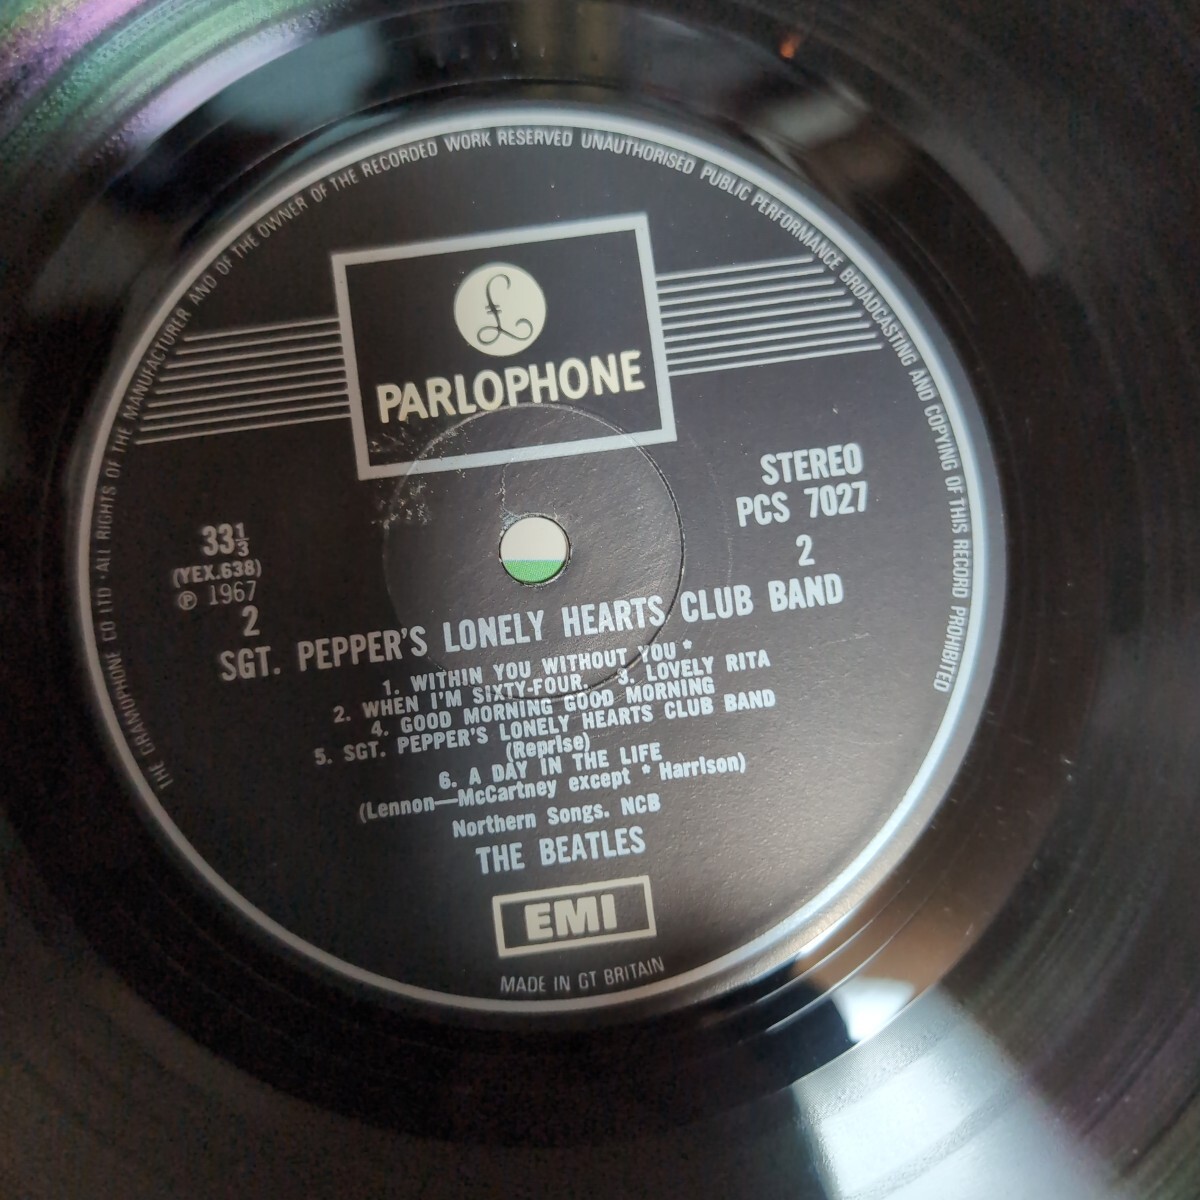 THE GRAMOPHONE CO LTD · ALL RIGHTS OF THE MANUFACTURER AND OF THE OWNER OF THE RECORDED WORK RESERVED UNAUTHORISED PUBLIC PERFORMANCE BROADCASTING AND COPYING OF THIS RECORD PROHIBITED
£
PARLOPHONE
STEREO
PCS 7027
2
33⅓
(YEX.638)
℗ 1967
2
SGT. PEPPER'S LONELY HEARTS CLUB BAND
1. WITHIN YOU WITHOUT YOU *
2. WHEN I'M SIXTY-FOUR. 3. LOVELY RITA
4. GOOD MORNING GOOD MORNING
5. SGT. PEPPER'S LONELY HEARTS CLUB BAND
(Reprise)
6. A DAY IN THE LIFE
(Lennon—McCartney except * Harrison)
Northern Songs. NCB
THE BEATLES
EMI
MADE IN GT BRITAIN